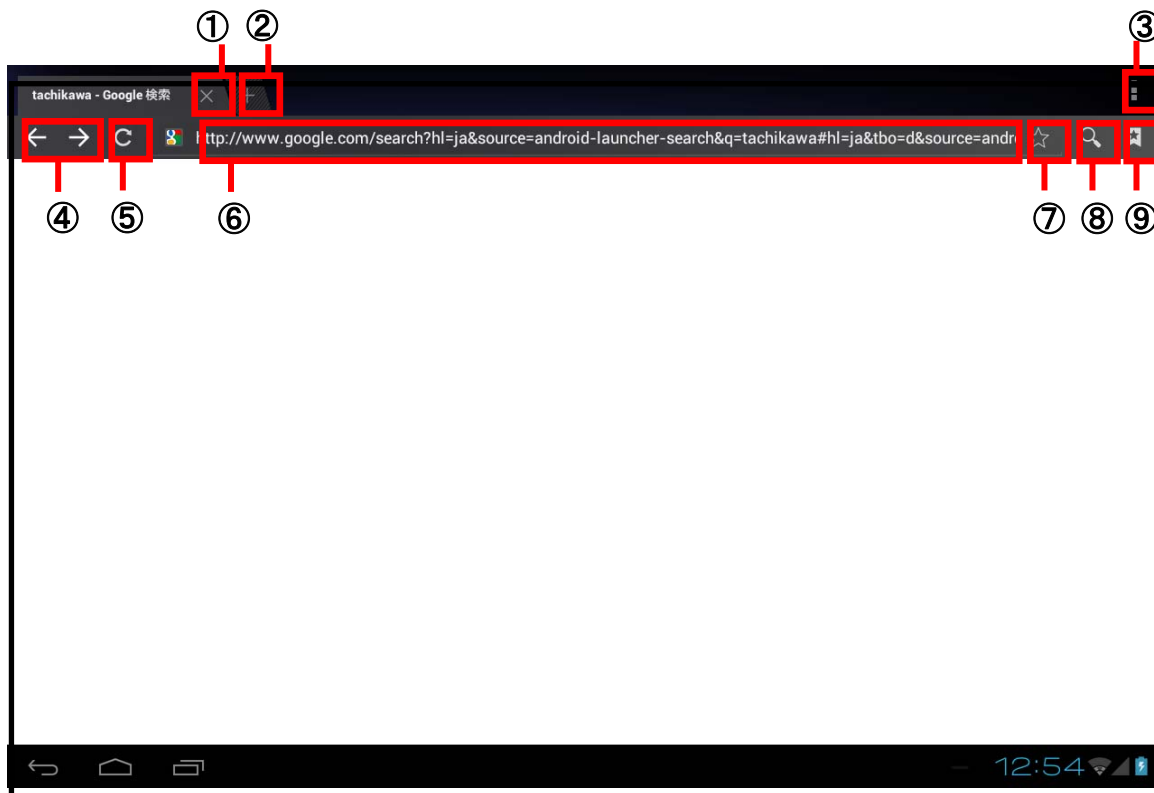 ① ② ③
tachikawa - Google 検索
http://www.google.com/search?hl=ja&source=android-launcher-search&q=tachikawa#hl=ja&tbo=d&source=andro
④ ⑤ ⑥ ⑦ ⑧ ⑨
12:54